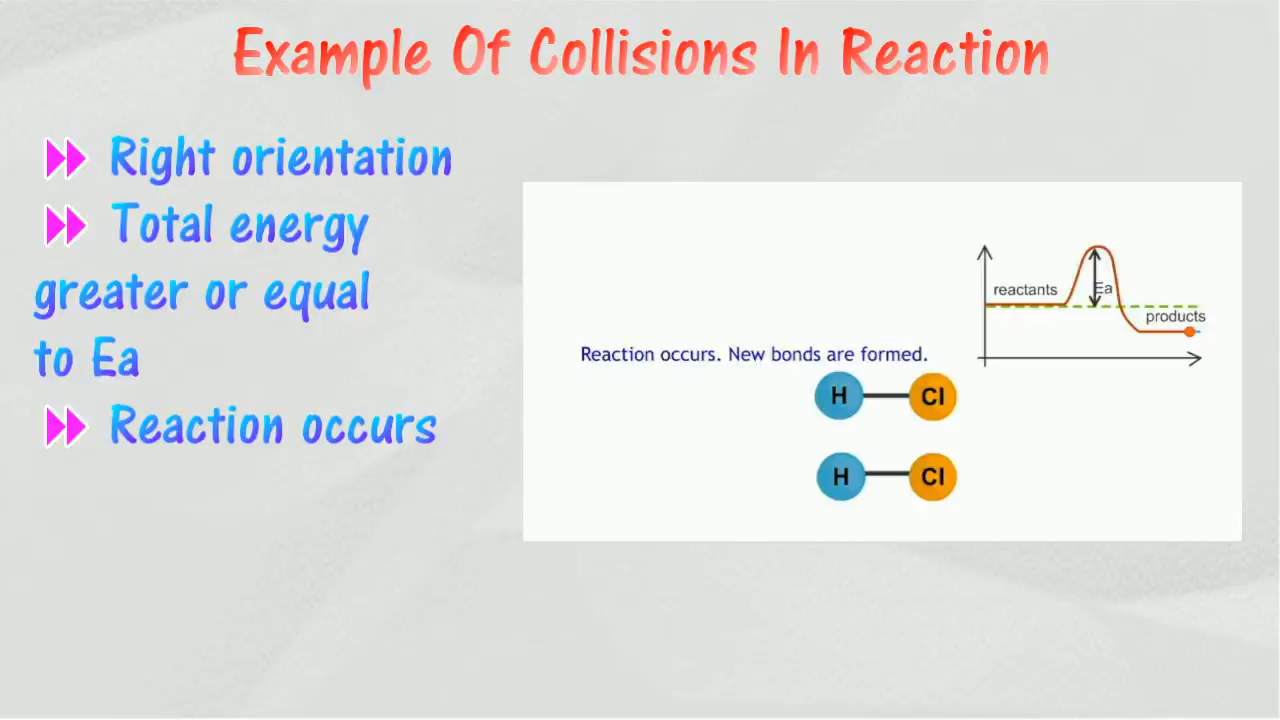 Example Of Collisions In Reaction
Right orientation
Total energy
greater or equal
to Ea
Reaction occurs
reactants
Ea
products
Reaction occurs. New bonds are formed.
H Cl
H Cl